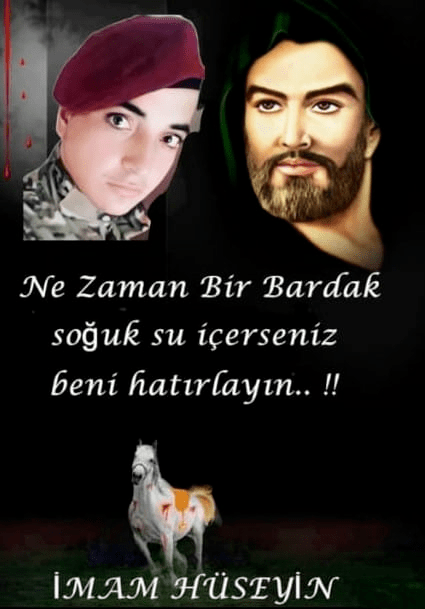 Ne Zaman Bir Bardak
soğuk su içerseniz
beni hatırlayın.. !!
İMAM HÜSEYİN